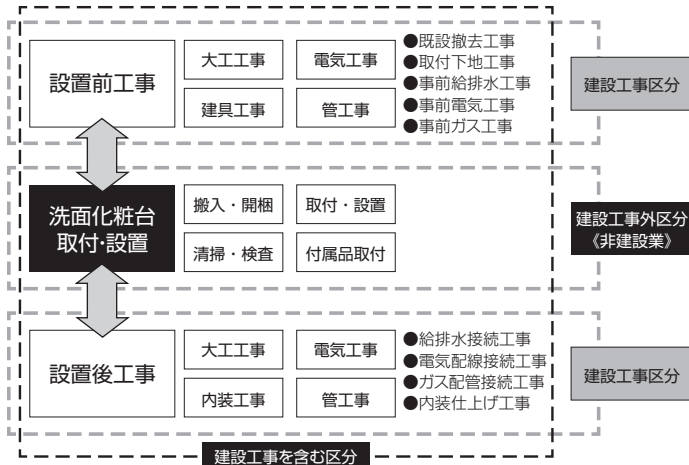 設置前工事
大工工事
電気工事
建具工事
管工事
●既設撤去工事
●取付下地工事
●事前給排水工事
●事前電気工事
●事前ガス工事
建設工事区分
洗面化粧台
取付・設置
搬入・開梱
取付・設置
清掃・検査
付属品取付
建設工事外区分
《非建設業》
設置後工事
大工工事
電気工事
内装工事
管工事
●給排水接続工事
●電気配線接続工事
●ガス配管接続工事
●内装仕上げ工事
建設工事区分
建設工事を含む区分